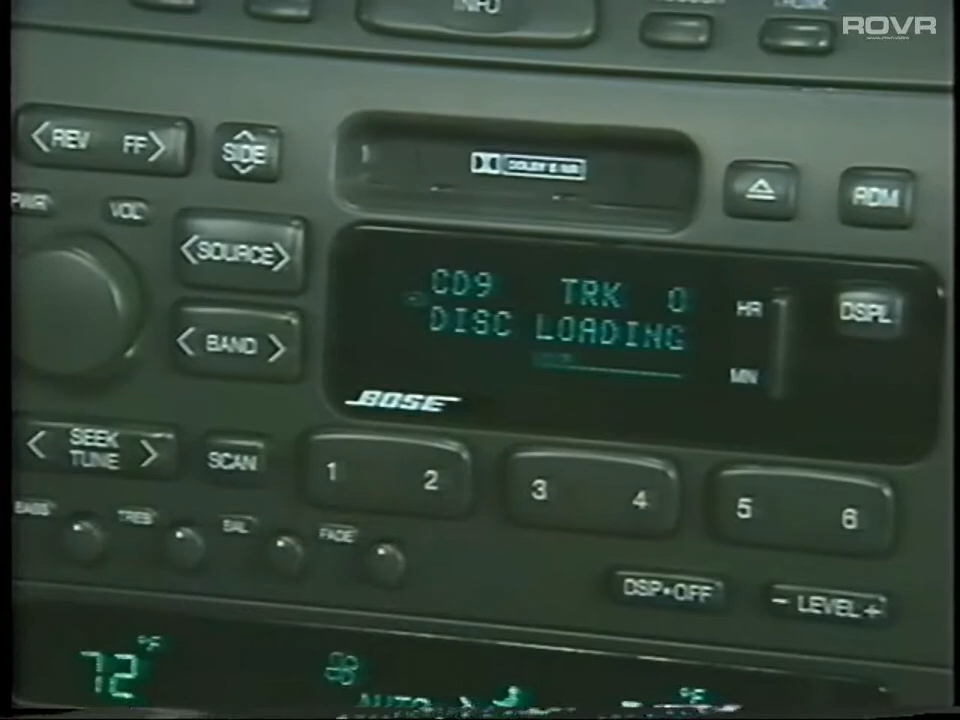 INFO
ROVR
< REV FF >
SIDE
DOLBY B NR
RDM
PWR
VOL
< SOURCE >
CD9 TRK 0
HR
DSPL
DISC LOADING
< BAND >
MIN
BOSE
< SEEK
TUNE >
SCAN
1 2
3 4
5 6
BASS
TREB
BAL
FADE
DSP•OFF
- LEVEL +
72 °F
AUTO
°F